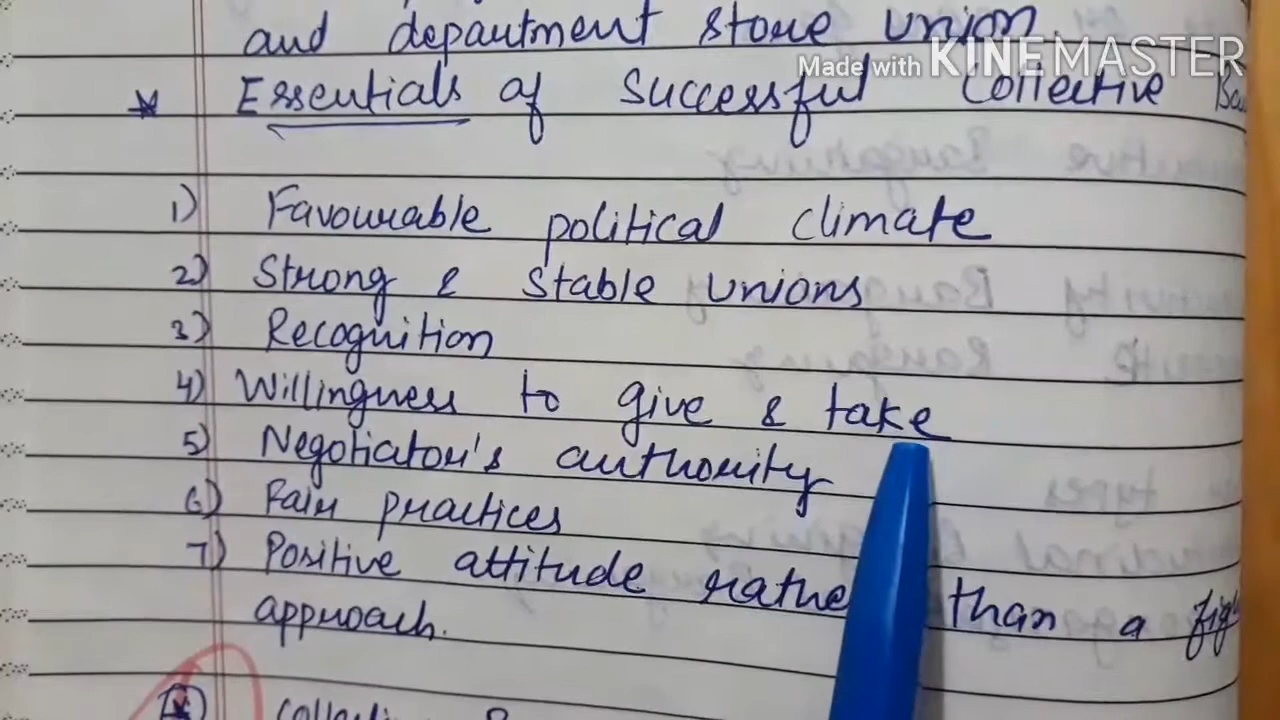 and department store union.
Made with KINEMASTER
Essentials of Successful Collective
1) Favourable political climate
2) Strong & Stable Unions
3) Recognition
4) Willingness to give & take
5) Negotiator's authority
6) Fair practices
7) Positive attitude rathe than a
approach.